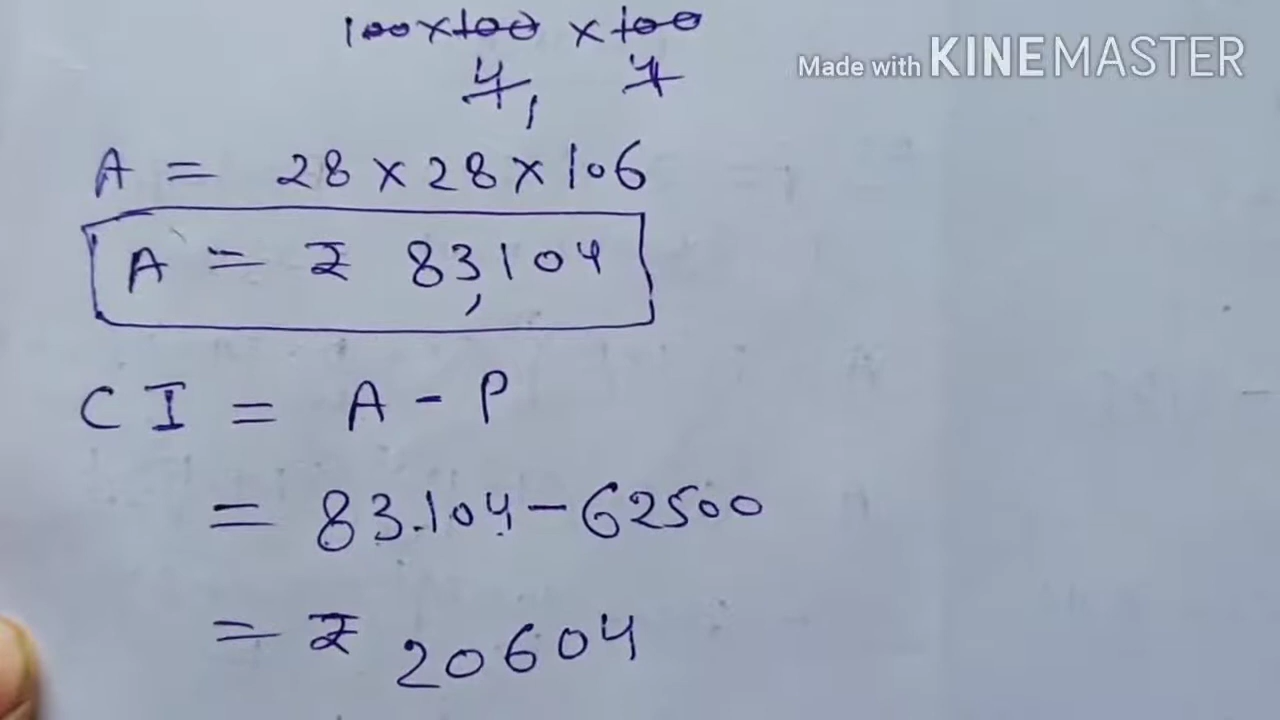 100×100 ×100
Made with KINEMASTER
4, 4
A = 28×28×106
A = ₹ 83,104
CI = A - P
= 83.104-62500
= ₹ 20604